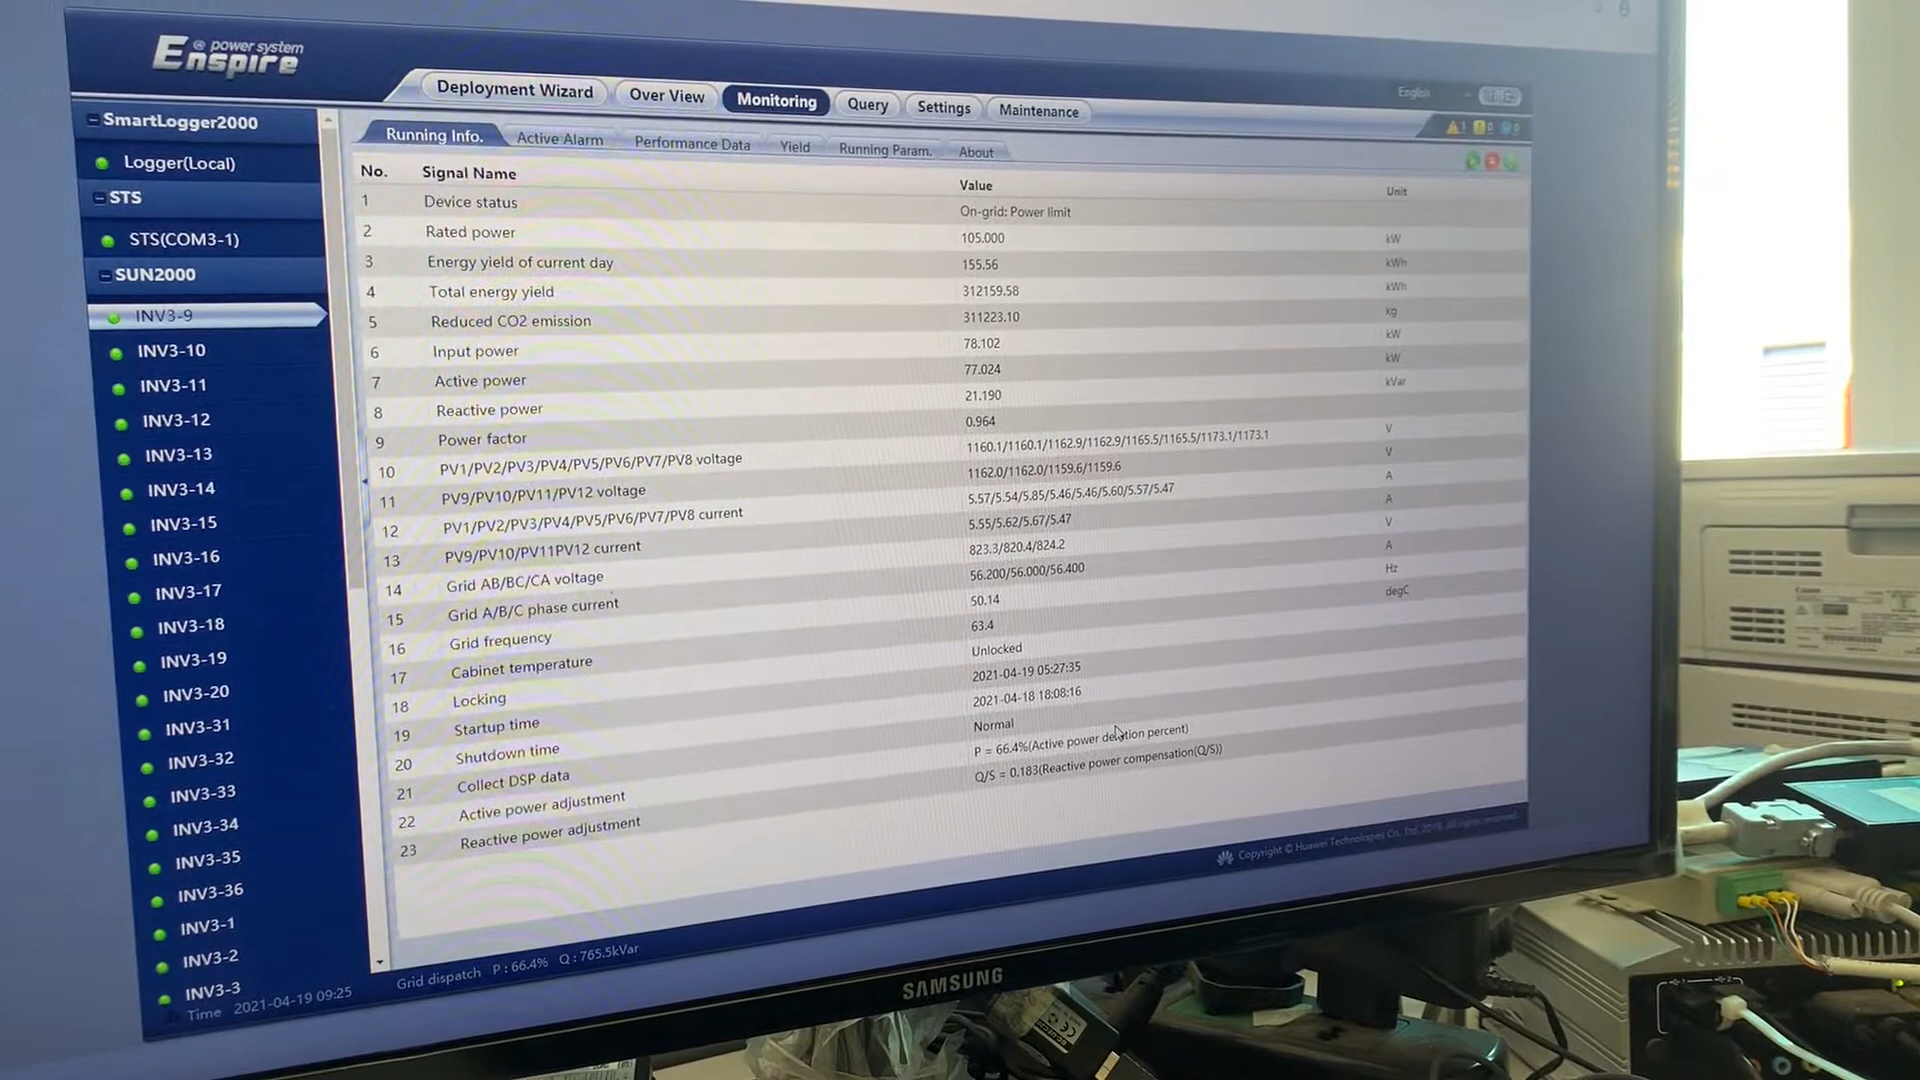 Enspire @ power system
Deployment Wizard Over View Monitoring Query Settings Maintenance
English
Running Info. Active Alarm Performance Data Yield Running Param. About
SmartLogger2000
Logger(Local)
STS
STS(COM3-1)
SUN2000
INV3-9
INV3-10
INV3-11
INV3-12
INV3-13
INV3-14
INV3-15
INV3-16
INV3-17
INV3-18
INV3-19
INV3-20
INV3-31
INV3-32
INV3-33
INV3-34
INV3-35
INV3-36
INV3-1
INV3-2
INV3-3
No. Signal Name Value Unit
1 Device status On-grid: Power limit
2 Rated power 105.000 kW
3 Energy yield of current day 155.56 kWh
4 Total energy yield 312159.58 kWh
5 Reduced CO2 emission 311223.10 kg
6 Input power 78.102 kW
7 Active power 77.024 kW
8 Reactive power 21.190 kVar
9 Power factor 0.964
10 PV1/PV2/PV3/PV4/PV5/PV6/PV7/PV8 voltage 1160.1/1160.1/1162.9/1162.9/1165.5/1165.5/1173.1/1173.1 V
11 PV9/PV10/PV11/PV12 voltage 1162.0/1162.0/1159.6/1159.6 V
12 PV1/PV2/PV3/PV4/PV5/PV6/PV7/PV8 current 5.57/5.54/5.85/5.46/5.46/5.60/5.57/5.47 A
13 PV9/PV10/PV11PV12 current 5.55/5.62/5.67/5.47 A
14 Grid AB/BC/CA voltage 823.3/820.4/824.2 V
15 Grid A/B/C phase current 56.200/56.000/56.400 A
16 Grid frequency 50.14 Hz
17 Cabinet temperature 63.4 degC
18 Locking Unlocked
19 Startup time 2021-04-19 05:27:35
20 Shutdown time 2021-04-18 18:08:16
21 Collect DSP data Normal
22 Active power adjustment P = 66.4%(Active power deration percent)
23 Reactive power adjustment Q/S = 0.183(Reactive power compensation(Q/S))
Time 2021-04-19 09:25 Grid dispatch P : 66.4% Q : 765.5kVar
Copyright © Huawei Technologies Co., Ltd. All rights reserved.
SAMSUNG